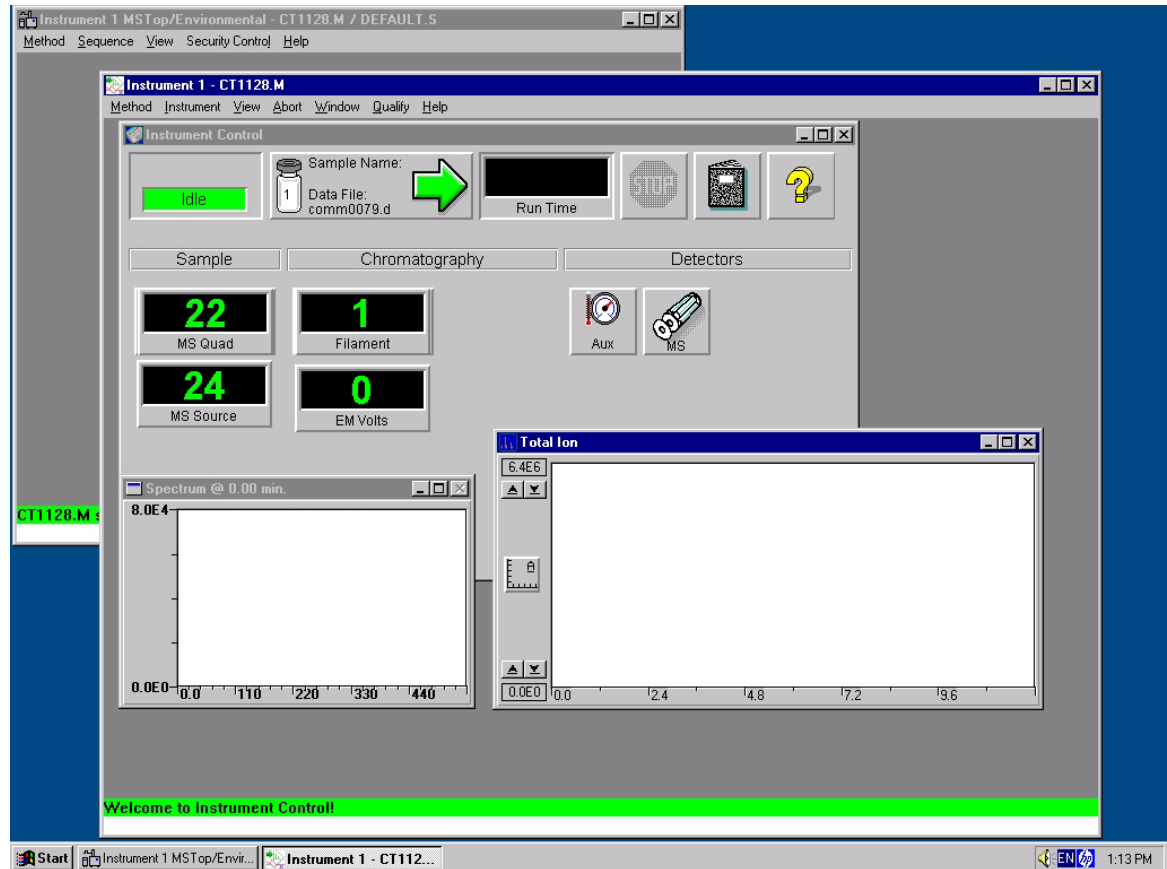 Instrument 1 MSTop/Environmental - CT1128.M / DEFAULT.S
Method Sequence View Security Control Help
Instrument 1 - CT1128.M
Method Instrument View Abort Window Qualify Help
Instrument Control
Idle
1
Sample Name:
Data File:
comm0079.d
Run Time
STOP
Sample
Chromatography
Detectors
22
MS Quad
1
Filament
Aux
MS
24
MS Source
0
EM Volts
Total Ion
6.4E6
A
0.0E0
0.0 2.4 4.8 7.2 9.6
Spectrum @ 0.00 min.
8.0E4
0.0E0
0.0 110 220 330 440
CT1128.M s
Welcome to Instrument Control!
Start
Instrument 1 MSTop/Envir...
Instrument 1 - CT112...
EN
hp
1:13 PM